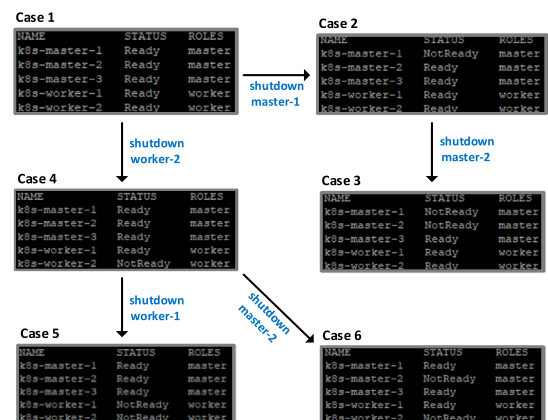 Case 1
NAME STATUS ROLES
k8s-master-1 Ready master
k8s-master-2 Ready master
k8s-master-3 Ready master
k8s-worker-1 Ready worker
k8s-worker-2 Ready worker
shutdown
master-1
Case 2
NAME STATUS ROLES
k8s-master-1 NotReady master
k8s-master-2 Ready master
k8s-master-3 Ready master
k8s-worker-1 Ready worker
k8s-worker-2 Ready worker
shutdown
worker-2
shutdown
master-2
Case 4
NAME STATUS ROLES
k8s-master-1 Ready master
k8s-master-2 Ready master
k8s-master-3 Ready master
k8s-worker-1 Ready worker
k8s-worker-2 NotReady worker
Case 3
NAME STATUS ROLES
k8s-master-1 NotReady master
k8s-master-2 NotReady master
k8s-master-3 Ready master
k8s-worker-1 Ready worker
k8s-worker-2 Ready worker
shutdown
worker-1
shutdown
master-2
Case 5
NAME STATUS ROLES
k8s-master-1 Ready master
k8s-master-2 Ready master
k8s-master-3 Ready master
k8s-worker-1 NotReady worker
k8s-worker-2 NotReady worker
Case 6
NAME STATUS ROLES
k8s-master-1 Ready master
k8s-master-2 NotReady master
k8s-master-3 Ready master
k8s-worker-1 Ready worker
k8s-worker-2 NotReady worker